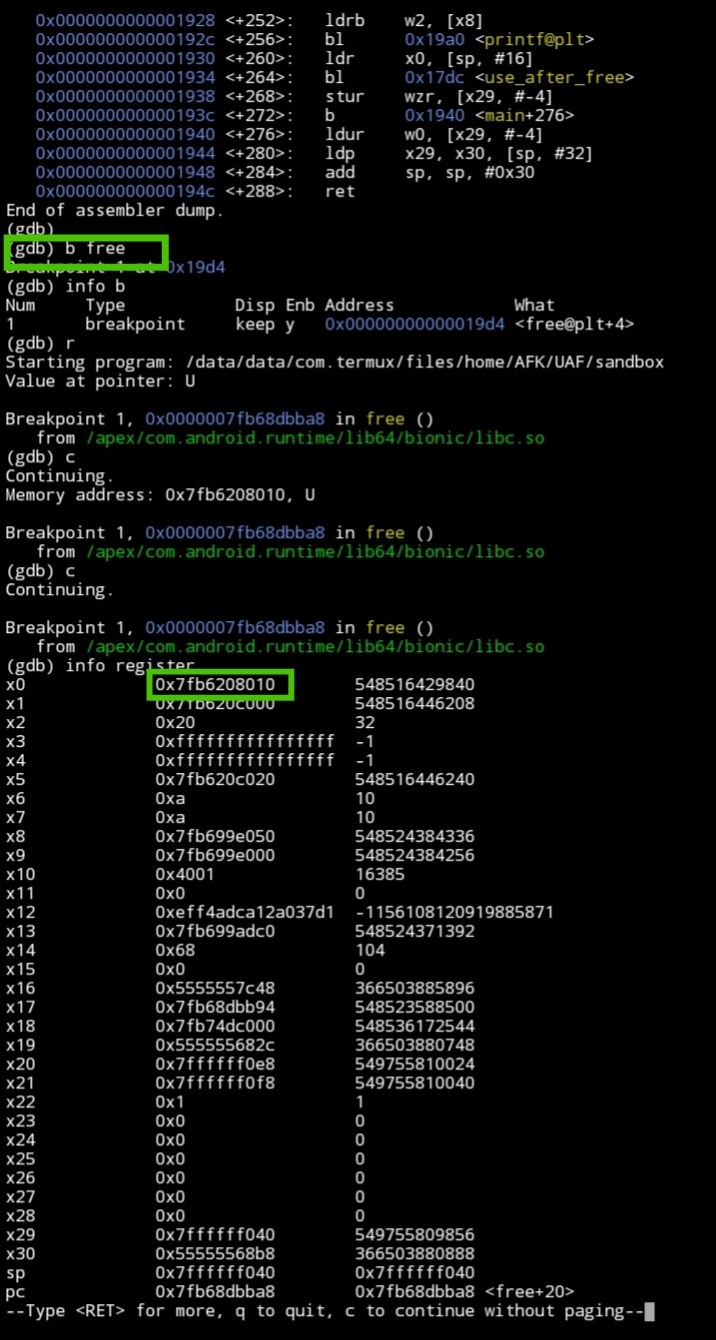 0x0000000000001928 <+252>: ldrb w2, [x8]
0x000000000000192c <+256>: bl 0x19a0 <printf@plt>
0x0000000000001930 <+260>: ldr x0, [sp, #16]
0x0000000000001934 <+264>: bl 0x17dc <use_after_free>
0x0000000000001938 <+268>: stur wzr, [x29, #-4]
0x000000000000193c <+272>: b 0x1940 <main+276>
0x0000000000001940 <+276>: ldur w0, [x29, #-4]
0x0000000000001944 <+280>: ldp x29, x30, [sp, #32]
0x0000000000001948 <+284>: add sp, sp, #0x30
0x000000000000194c <+288>: ret
End of assembler dump.
(gdb)
(gdb) b free
Breakpoint 1 at 0x19d4
(gdb) info b
Num Type Disp Enb Address What
1 breakpoint keep y 0x00000000000019d4 <free@plt+4>
(gdb) r
Starting program: /data/data/com.termux/files/home/AFK/UAF/sandbox
Value at pointer: U
Breakpoint 1, 0x0000007fb68dbba8 in free ()
from /apex/com.android.runtime/lib64/bionic/libc.so
(gdb) c
Continuing.
Memory address: 0x7fb6208010, U
Breakpoint 1, 0x0000007fb68dbba8 in free ()
from /apex/com.android.runtime/lib64/bionic/libc.so
(gdb) c
Continuing.
Breakpoint 1, 0x0000007fb68dbba8 in free ()
from /apex/com.android.runtime/lib64/bionic/libc.so
(gdb) info register
x0 0x7fb6208010 548516429840
x1 0x7fb620c000 548516446208
x2 0x20 32
x3 0xffffffffffffffff -1
x4 0xffffffffffffffff -1
x5 0x7fb620c020 548516446240
x6 0xa 10
x7 0xa 10
x8 0x7fb699e050 548524384336
x9 0x7fb699e000 548524384256
x10 0x4001 16385
x11 0x0 0
x12 0xeff4adca12a037d1 -1156108120919885871
x13 0x7fb699adc0 548524371392
x14 0x68 104
x15 0x0 0
x16 0x5555557c48 366503885896
x17 0x7fb68dbb94 548523588500
x18 0x7fb74dc000 548536172544
x19 0x555555682c 366503880748
x20 0x7ffffff0e8 549755810024
x21 0x7ffffff0f8 549755810040
x22 0x1 1
x23 0x0 0
x24 0x0 0
x25 0x0 0
x26 0x0 0
x27 0x0 0
x28 0x0 0
x29 0x7ffffff040 549755809856
x30 0x55555568b8 366503880888
sp 0x7ffffff040 0x7ffffff040
pc 0x7fb68dbba8 0x7fb68dbba8 <free+20>
--Type <RET> for more, q to quit, c to continue without paging--